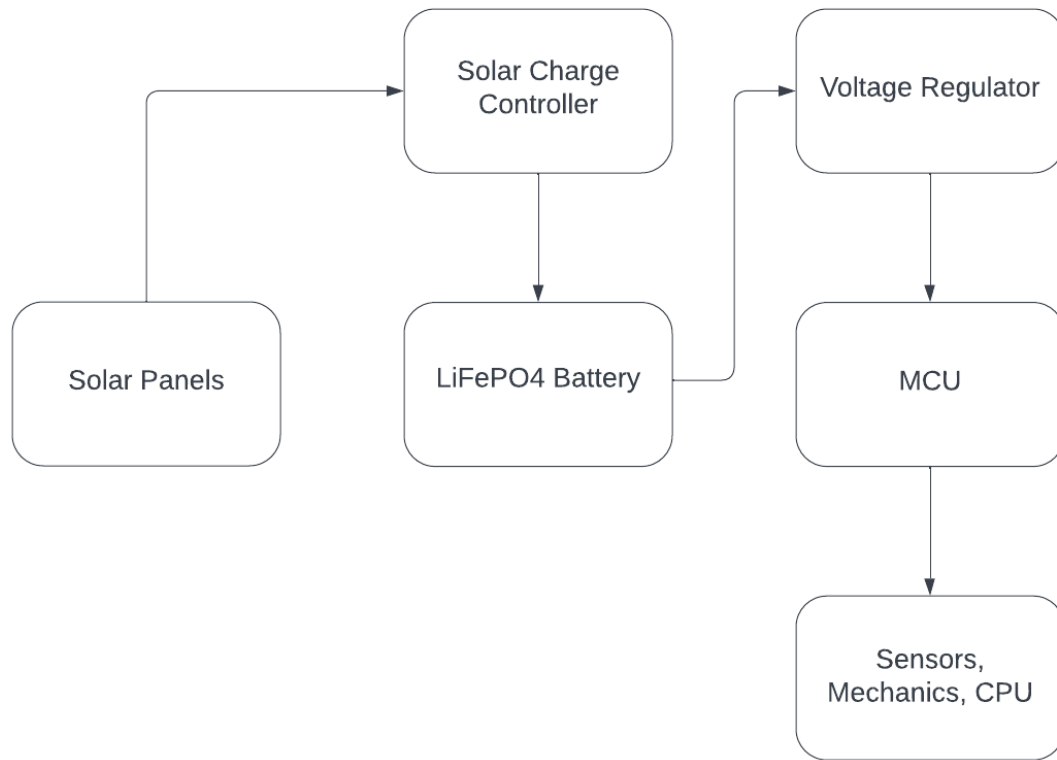 Solar Charge
Controller
Voltage Regulator
Solar Panels
LiFePO4 Battery
MCU
Sensors,
Mechanics, CPU